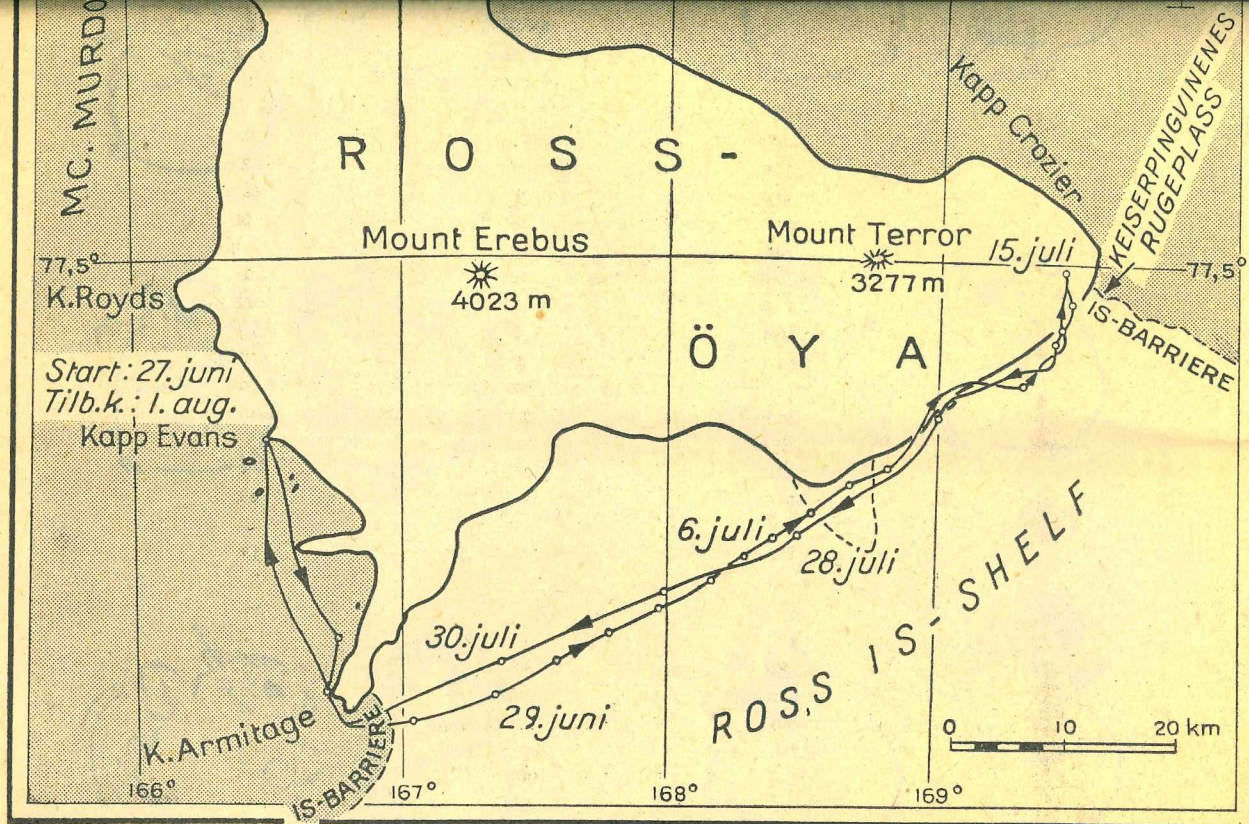 MC. MURDO
Kapp Crozier
KEISERPINGVINENES
RUGEPLASS
ROSS-
Mount Erebus
4023 m
Mount Terror
3277 m
15. juli
77,5°
77,5°
K. Royds
IS-BARRIERE
ÖYA
Start: 27. juni
Tilb.k.: 1. aug.
Kapp Evans
6. juli
28. juli
ROSS IS-SHELF
30. juli
29. juni
K. Armitage
IS-BARRIERE
0 10 20 km
166° 167° 168° 169°